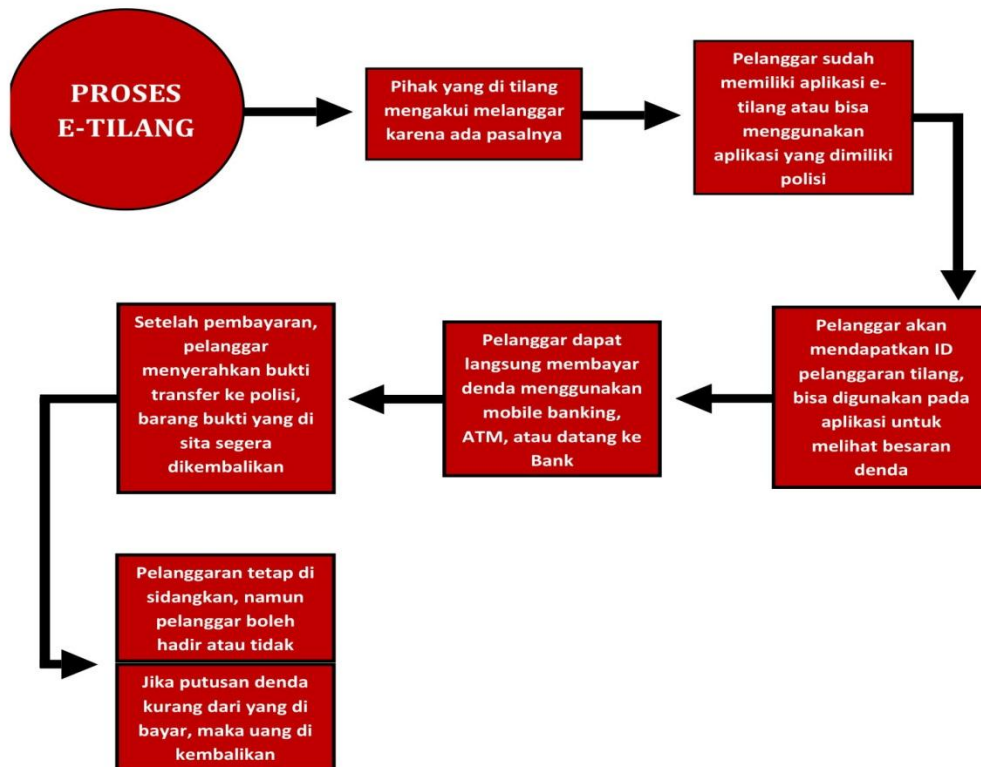 PROSES
E-TILANG
Pihak yang di tilang
mengakui melanggar
karena ada pasalnya
Pelanggar sudah
memiliki aplikasi e-
tilang atau bisa
menggunakan
aplikasi yang dimiliki
polisi
Pelanggar akan
mendapatkan ID
pelanggaran tilang,
bisa digunakan pada
aplikasi untuk
melihat besaran
denda
Pelanggar dapat
langsung membayar
denda menggunakan
mobile banking,
ATM, atau datang ke
Bank
Setelah pembayaran,
pelanggar
menyerahkan bukti
transfer ke polisi,
barang bukti yang di
sita segera
dikembalikan
Pelanggaran tetap di
sidangkan, namun
pelanggar boleh
hadir atau tidak
Jika putusan denda
kurang dari yang di
bayar, maka uang di
kembalikan